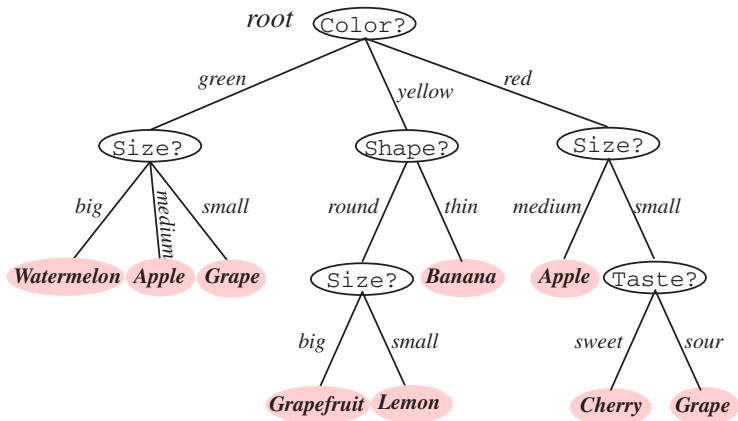 root Color?
green yellow red
Size? Shape? Size?
big medium small round thin medium small
Watermelon Apple Grape Size? Banana Apple Taste?
big small sweet sour
Grapefruit Lemon Cherry Grape